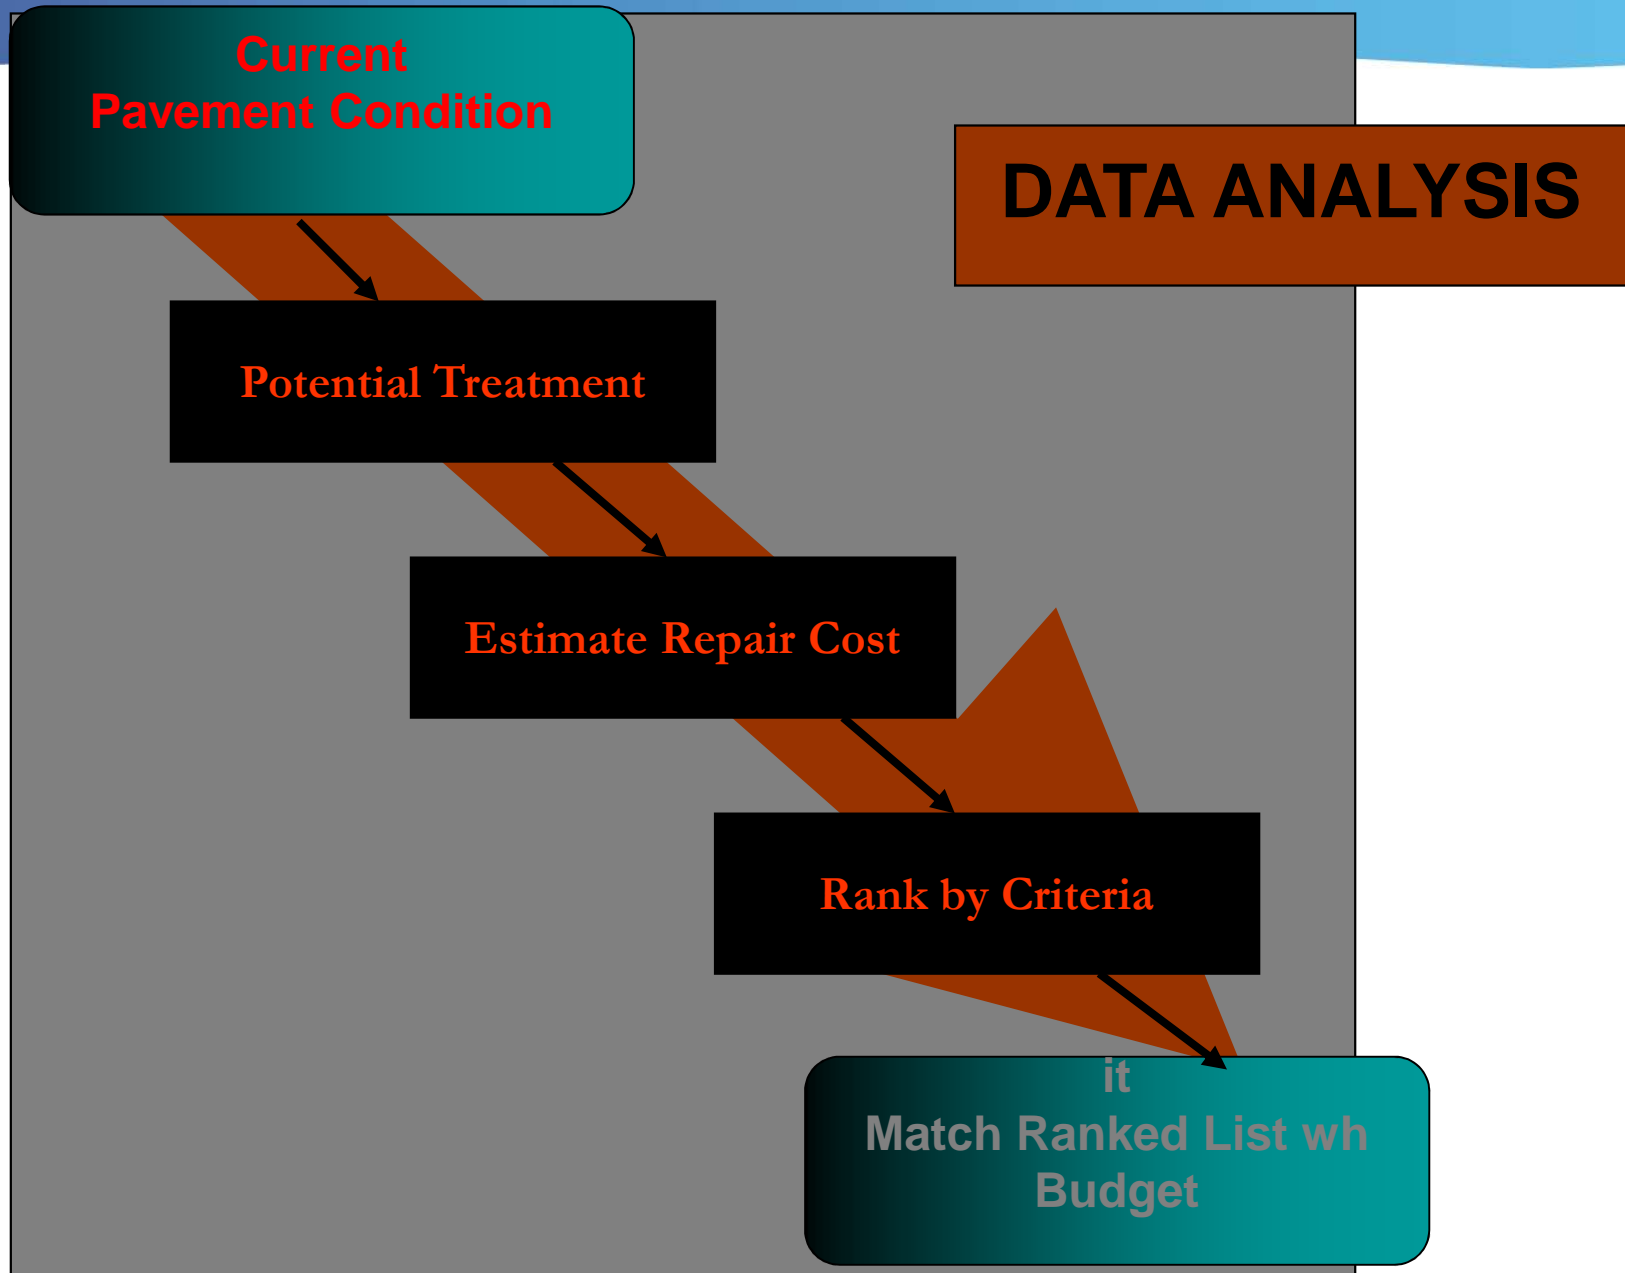 Current
Pavement Condition
DATA ANALYSIS
Potential Treatment
Estimate Repair Cost
Rank by Criteria
it
Match Ranked List wh
Budget